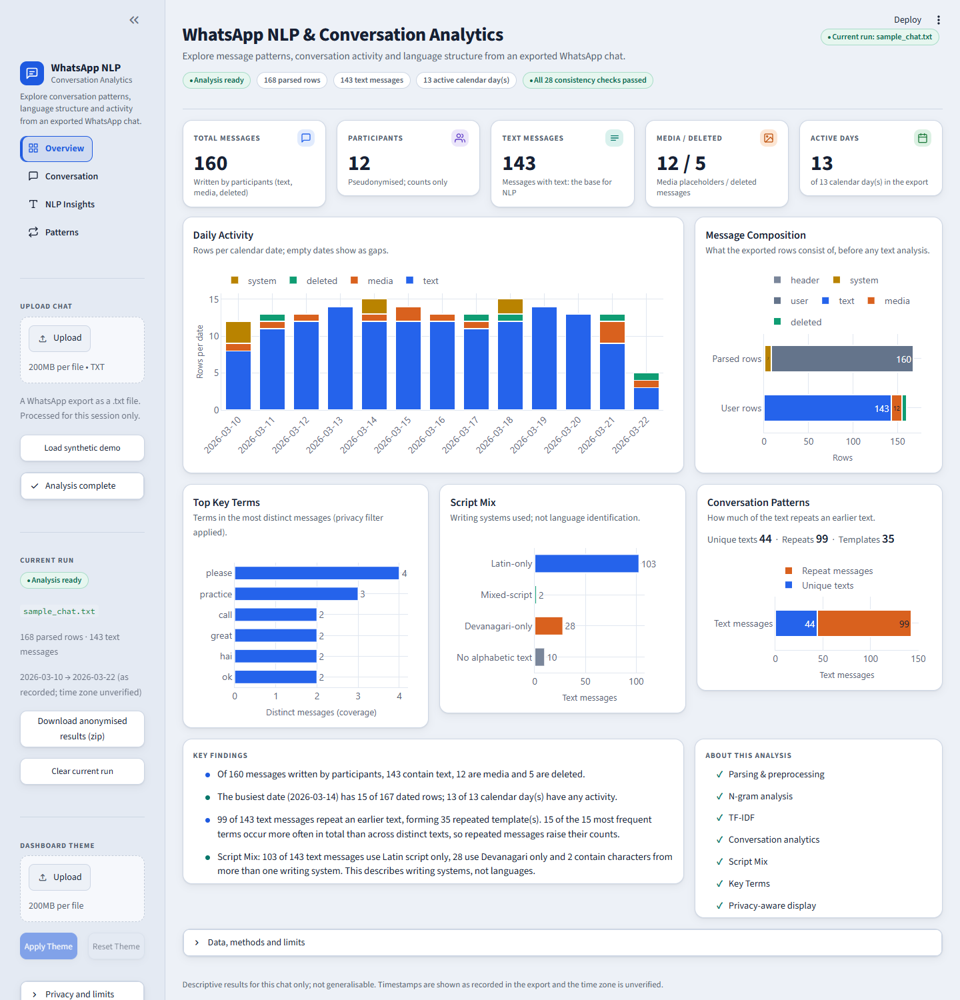 Deploy
WhatsApp NLP & Conversation Analytics
• Current run: sample_chat.txt
Explore message patterns, conversation activity and language structure from an exported WhatsApp chat.
• Analysis ready
168 parsed rows
143 text messages
13 active calendar day(s)
• All 28 consistency checks passed
WhatsApp NLP
Conversation Analytics
Explore conversation patterns,
language structure and activity
from an exported WhatsApp chat.
Overview
Conversation
NLP Insights
Patterns
UPLOAD CHAT
Upload
200MB per file • TXT
A WhatsApp export as a .txt file.
Processed for this session only.
Load synthetic demo
Analysis complete
CURRENT RUN
• Analysis ready
sample_chat.txt
168 parsed rows · 143 text
messages
2026-03-10 → 2026-03-22 (as
recorded; time zone unverified)
Download anonymised
results (zip)
Clear current run
DASHBOARD THEME
Upload
200MB per file
Apply Theme
Reset Theme
Privacy and limits
TOTAL MESSAGES
160
Written by participants (text,
media, deleted)
PARTICIPANTS
12
Pseudonymised; counts only
TEXT MESSAGES
143
Messages with text: the base for
NLP
MEDIA / DELETED
12 / 5
Media placeholders / deleted
messages
ACTIVE DAYS
13
of 13 calendar day(s) in the export
Daily Activity
Rows per calendar date; empty dates show as gaps.
system deleted media text
Rows per date
15
10
5
0
2026-03-10
2026-03-11
2026-03-12
2026-03-13
2026-03-14
2026-03-15
2026-03-16
2026-03-17
2026-03-18
2026-03-19
2026-03-20
2026-03-21
2026-03-22
Message Composition
What the exported rows consist of, before any text analysis.
header system
user text media
deleted
Parsed rows 160
User rows 143 12
0 50 100 150
Rows
Top Key Terms
Terms in the most distinct messages (privacy filter
applied).
please 4
practice 3
call 2
great 2
hai 2
ok 2
0 1 2 3 4
Distinct messages (coverage)
Script Mix
Writing systems used; not language identification.
Latin-only 103
Mixed-script 2
Devanagari-only 28
No alphabetic text 10
0 50 100
Text messages
Conversation Patterns
How much of the text repeats an earlier text.
Unique texts 44 · Repeats 99 · Templates 35
Repeat messages
Unique texts
Text messages 44 99
0 50 100 150
Text messages
KEY FINDINGS
Of 160 messages written by participants, 143 contain text, 12 are media and 5 are deleted.
The busiest date (2026-03-14) has 15 of 167 dated rows; 13 of 13 calendar day(s) have any activity.
99 of 143 text messages repeat an earlier text, forming 35 repeated template(s). 15 of the 15 most frequent
terms occur more often in total than across distinct texts, so repeated messages raise their counts.
Script Mix: 103 of 143 text messages use Latin script only, 28 use Devanagari only and 2 contain characters from
more than one writing system. This describes writing systems, not languages.
ABOUT THIS ANALYSIS
✓ Parsing & preprocessing
✓ N-gram analysis
✓ TF-IDF
✓ Conversation analytics
✓ Script Mix
✓ Key Terms
✓ Privacy-aware display
Data, methods and limits
Descriptive results for this chat only; not generalisable. Timestamps are shown as recorded in the export and the time zone is unverified.